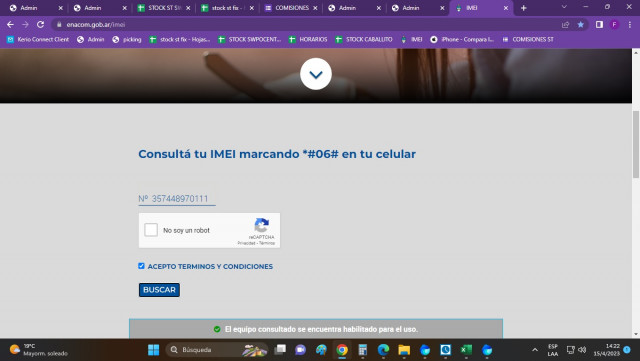 Admin
Admin
STOCK ST SW
stock st fix -
COMISIONES
Admin
Admin
IMEI
enacom.gob.ar/imei
F
Kerio Connect Client
Admin
picking
stock st fix - Hojas...
STOCK SWPOCENT...
HORARIOS
STOCK CABALLITO
IMEI
iPhone - Compara l...
COMISIONES ST
Consultá tu IMEI marcando *#06# en tu celular
Nº 357448970111
No soy un robot
reCAPTCHA
Privacidad - Términos
ACEPTO TERMINOS Y CONDICIONES
BUSCAR
El equipo consultado se encuentra habilitado para el uso.
19°C
Mayorm. soleado
Búsqueda
ESP
LAA
14:22
15/4/2023